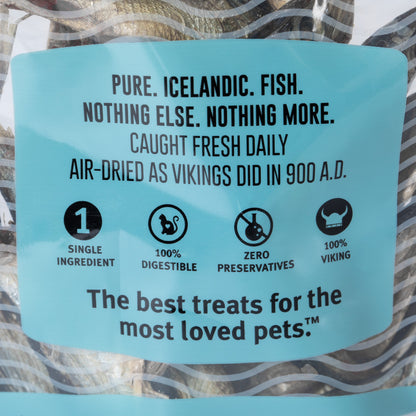 PURE. ICELANDIC. FISH.
NOTHING ELSE. NOTHING MORE.
CAUGHT FRESH DAILY
AIR-DRIED AS VIKINGS DID IN 900 A.D.
1
SINGLE
INGREDIENT
100%
DIGESTIBLE
ZERO
PRESERVATIVES
100%
VIKING
The best treats for the
most loved pets.™